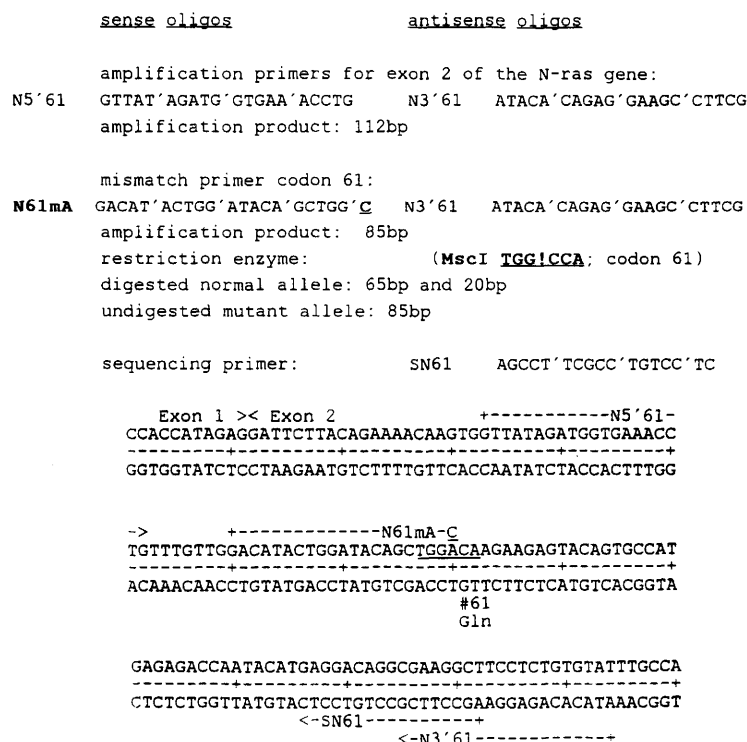 sense oligos antisense oligos
amplification primers for exon 2 of the N-ras gene:
N5´61 GTTAT´AGATG´GTGAA´ACCTG N3´61 ATACA´CAGAG´GAAGC´CTTCG
amplification product: 112bp
mismatch primer codon 61:
N61mA GACAT´ACTGG´ATACA´GCTGG´C N3´61 ATACA´CAGAG´GAAGC´CTTCG
amplification product: 85bp
restriction enzyme: (MscI TGG!CCA; codon 61)
digested normal allele: 65bp and 20bp
undigested mutant allele: 85bp
sequencing primer: SN61 AGCCT´TCGCC´TGTCC´TC
Exon 1 >< Exon 2 +-----------N5´61-
CCACCATAGAGGATTCTTACAGAAAACAAGTGGTTATAGATGGTGAAACC
---------+---------+---------+---------+---------+
GGTGGTATCTCCTAAGAATGTCTTTTGTTCACCAATATCTACCACTTTGG
-> +-------------N61mA-C
TGTTTGTTGGACATACTGGATACAGCTGGACAAGAAGAGTACAGTGCCAT
---------+---------+---------+---------+---------+
ACAAACAACCTGTATGACCTATGTCGACCTGTTCTTCTCATGTCACGGTA
#61
Gln
GAGAGACCAATACATGAGGACAGGCGAAGGCTTCCTCTGTGTATTTGCCA
---------+---------+---------+---------+---------+
CTCTCTGGTTATGTACTCCTGTCCGCTTCCGAAGGAGACACATAAACGGT
<-SN61----------+
<-N3´61------------+